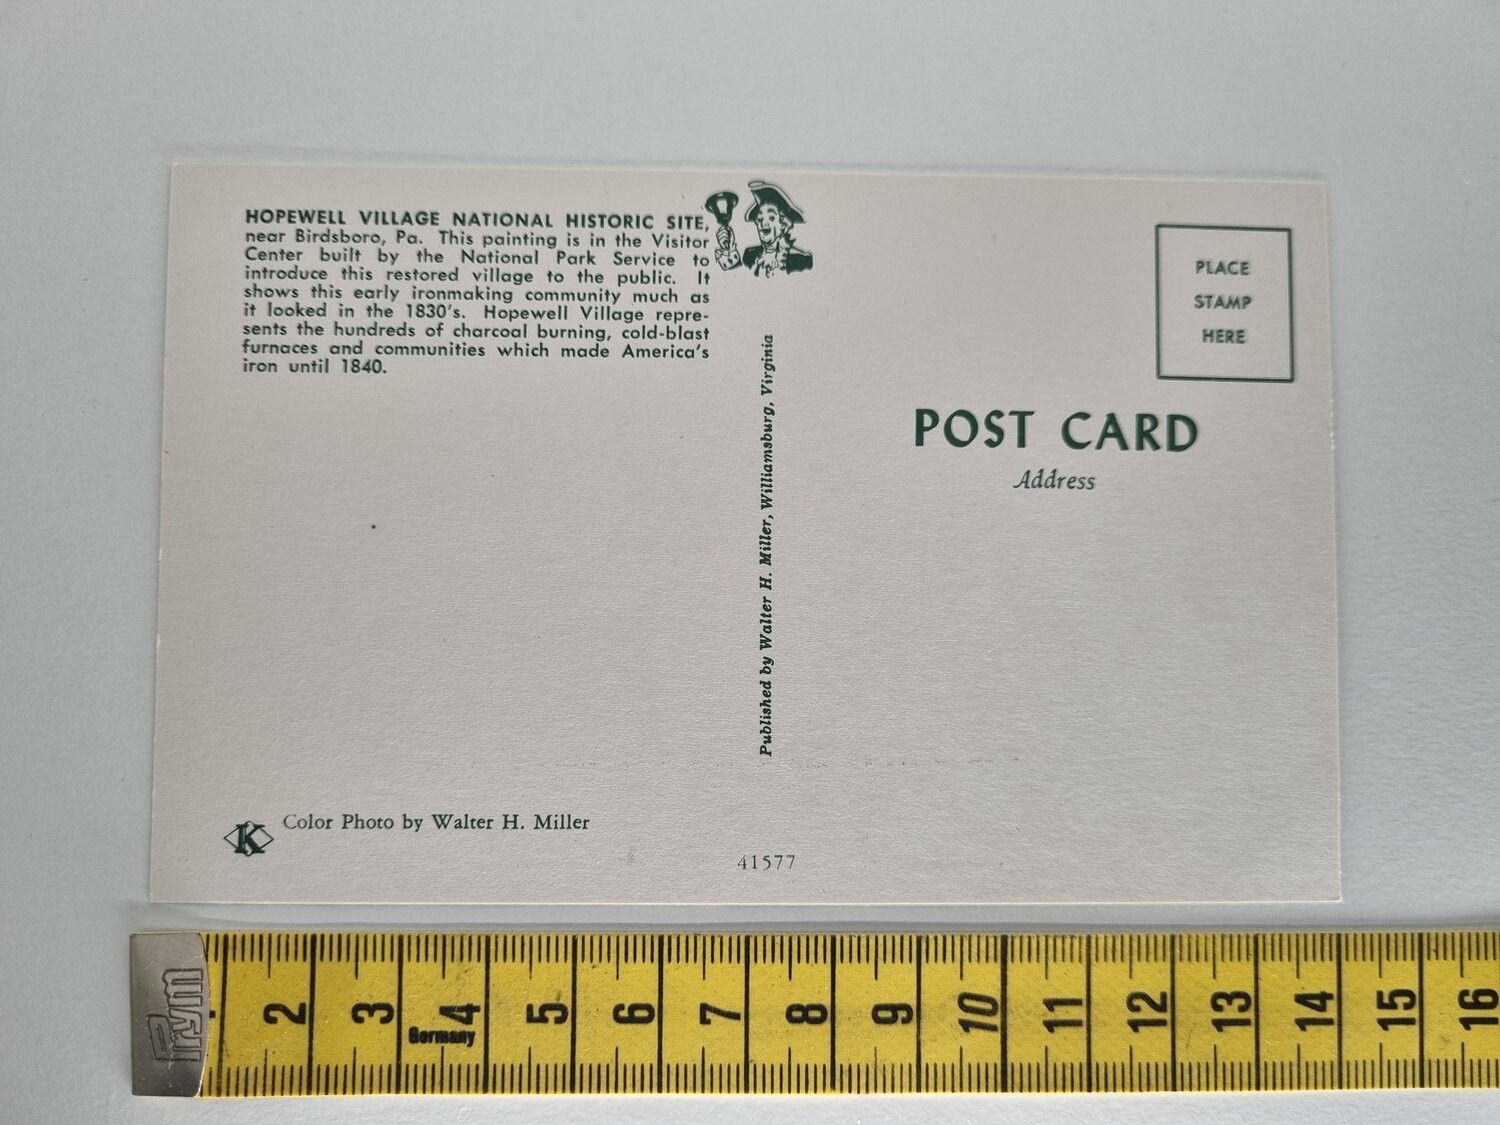 HOPEWELL VILLAGE NATIONAL HISTORIC SITE,
near Birdsboro, Pa. This painting is in the Visitor
Center built by the National Park Service to
introduce this restored village to the public. It
shows this early ironmaking community much as
it looked in the 1830's. Hopewell Village repre-
sents the hundreds of charcoal burning, cold-blast
furnaces and communities which made America's
iron until 1840.
Published by Walter H. Miller, Williamsburg, Virginia
PLACE
STAMP
HERE
POST CARD
Address
K
Color Photo by Walter H. Miller
41577
Prym
2 3 4 5 6 7 8 9 10 11 12 13 14 15 16
Germany